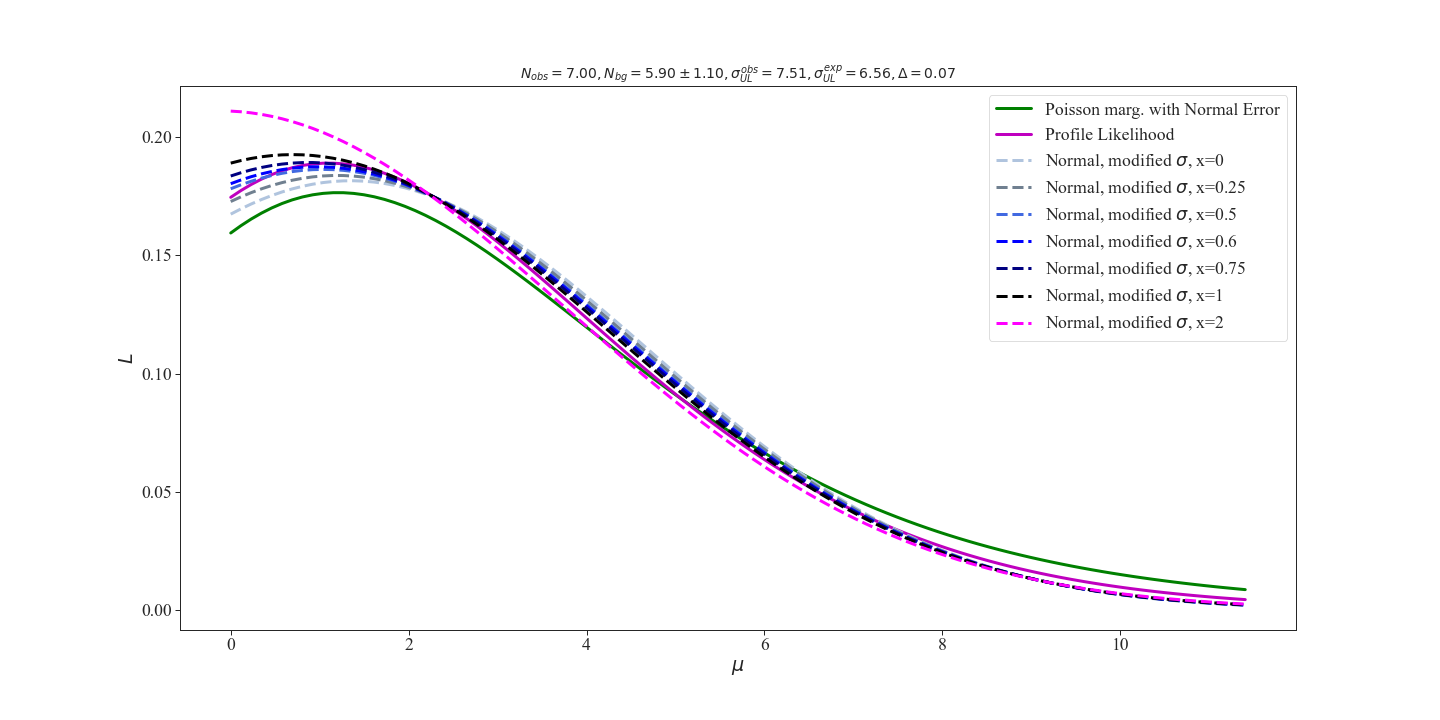 N_obs = 7.00, N_bg = 5.90 ± 1.10, σ_UL^obs = 7.51, σ_UL^exp = 6.56, Δ = 0.07
Poisson marg. with Normal Error
Profile Likelihood
Normal, modified σ, x=0
Normal, modified σ, x=0.25
Normal, modified σ, x=0.5
Normal, modified σ, x=0.6
Normal, modified σ, x=0.75
Normal, modified σ, x=1
Normal, modified σ, x=2
0.20
0.15
0.10
0.05
0.00
L
0 2 4 6 8 10
μ